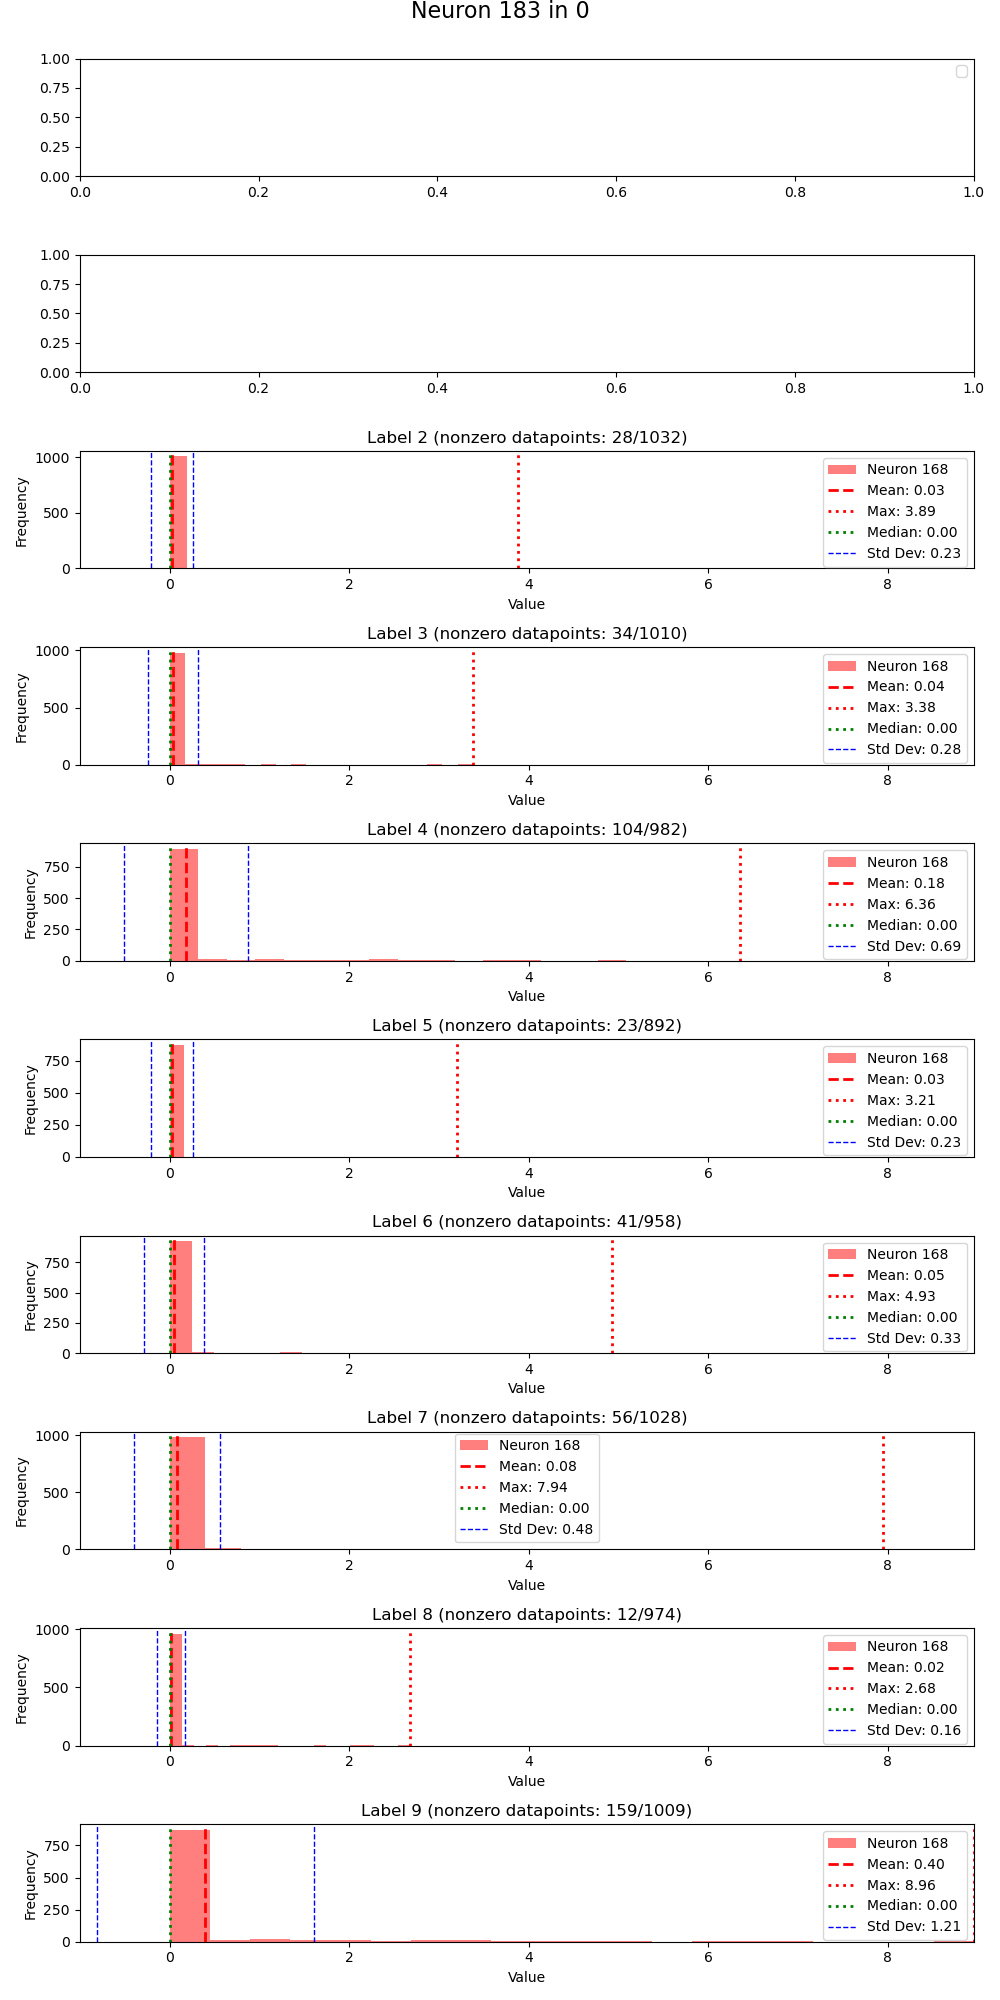 Neuron 183 in 0
1.00
0.75
0.50
0.25
0.00
0.0 0.2 0.4 0.6 0.8 1.0
1.00
0.75
0.50
0.25
0.00
0.0 0.2 0.4 0.6 0.8 1.0
Label 2 (nonzero datapoints: 28/1032)
Frequency
1000
500
0
Neuron 168
Mean: 0.03
Max: 3.89
Median: 0.00
Std Dev: 0.23
0 2 4 6 8
Value
Label 3 (nonzero datapoints: 34/1010)
Frequency
1000
500
0
Neuron 168
Mean: 0.04
Max: 3.38
Median: 0.00
Std Dev: 0.28
0 2 4 6 8
Value
Label 4 (nonzero datapoints: 104/982)
Frequency
750
500
250
0
Neuron 168
Mean: 0.18
Max: 6.36
Median: 0.00
Std Dev: 0.69
0 2 4 6 8
Value
Label 5 (nonzero datapoints: 23/892)
Frequency
750
500
250
0
Neuron 168
Mean: 0.03
Max: 3.21
Median: 0.00
Std Dev: 0.23
0 2 4 6 8
Value
Label 6 (nonzero datapoints: 41/958)
Frequency
750
500
250
0
Neuron 168
Mean: 0.05
Max: 4.93
Median: 0.00
Std Dev: 0.33
0 2 4 6 8
Value
Label 7 (nonzero datapoints: 56/1028)
Frequency
1000
500
0
Neuron 168
Mean: 0.08
Max: 7.94
Median: 0.00
Std Dev: 0.48
0 2 4 6 8
Value
Label 8 (nonzero datapoints: 12/974)
Frequency
1000
500
0
Neuron 168
Mean: 0.02
Max: 2.68
Median: 0.00
Std Dev: 0.16
0 2 4 6 8
Value
Label 9 (nonzero datapoints: 159/1009)
Frequency
750
500
250
0
Neuron 168
Mean: 0.40
Max: 8.96
Median: 0.00
Std Dev: 1.21
0 2 4 6 8
Value